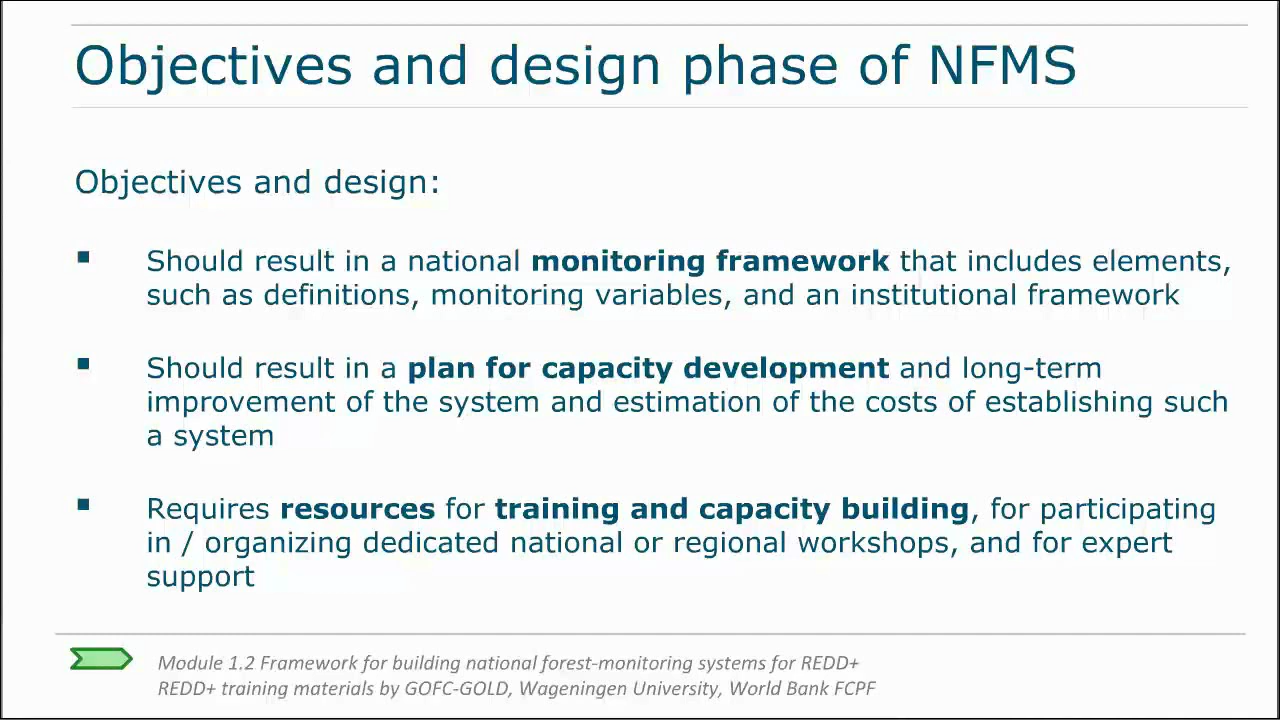 Objectives and design phase of NFMS
Objectives and design:
Should result in a national monitoring framework that includes elements,
such as definitions, monitoring variables, and an institutional framework
Should result in a plan for capacity development and long-term
improvement of the system and estimation of the costs of establishing such
a system
Requires resources for training and capacity building, for participating
in / organizing dedicated national or regional workshops, and for expert
support
Module 1.2 Framework for building national forest-monitoring systems for REDD+
REDD+ training materials by GOFC-GOLD, Wageningen University, World Bank FCPF